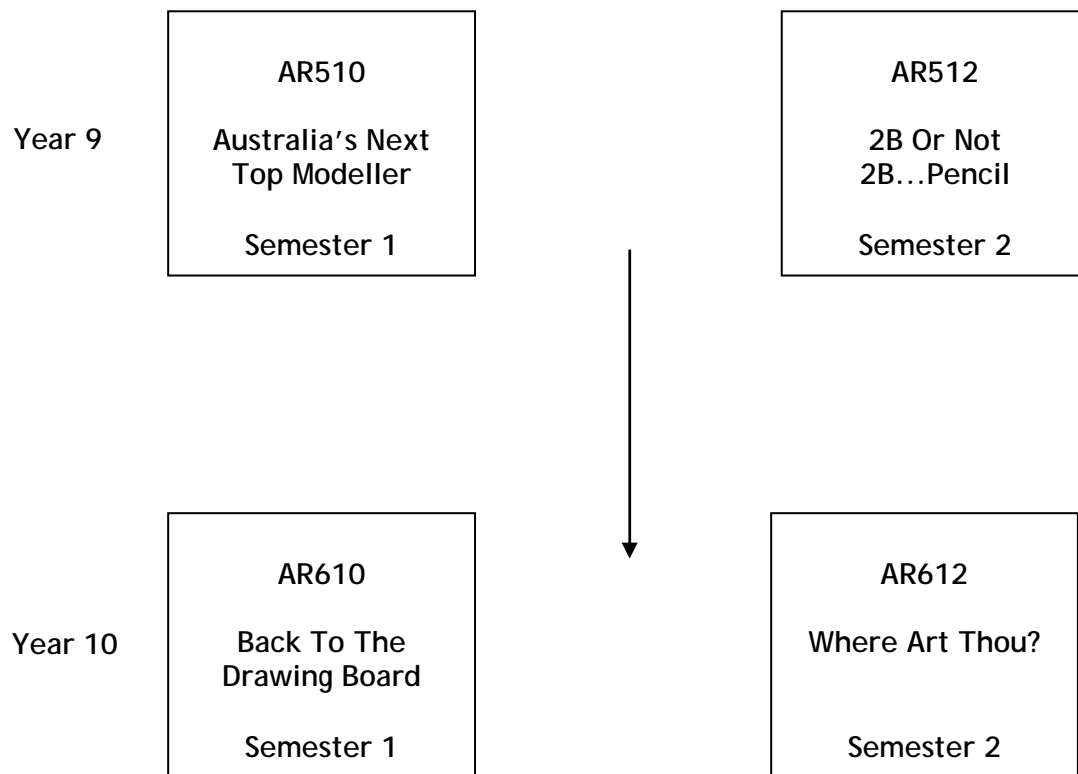 AR510
AR512
Year 9
Australia's Next
Top Modeller
2B Or Not
2B...Pencil
Semester 1
Semester 2
AR610
AR612
Year 10
Back To The
Drawing Board
Where Art Thou?
Semester 1
Semester 2